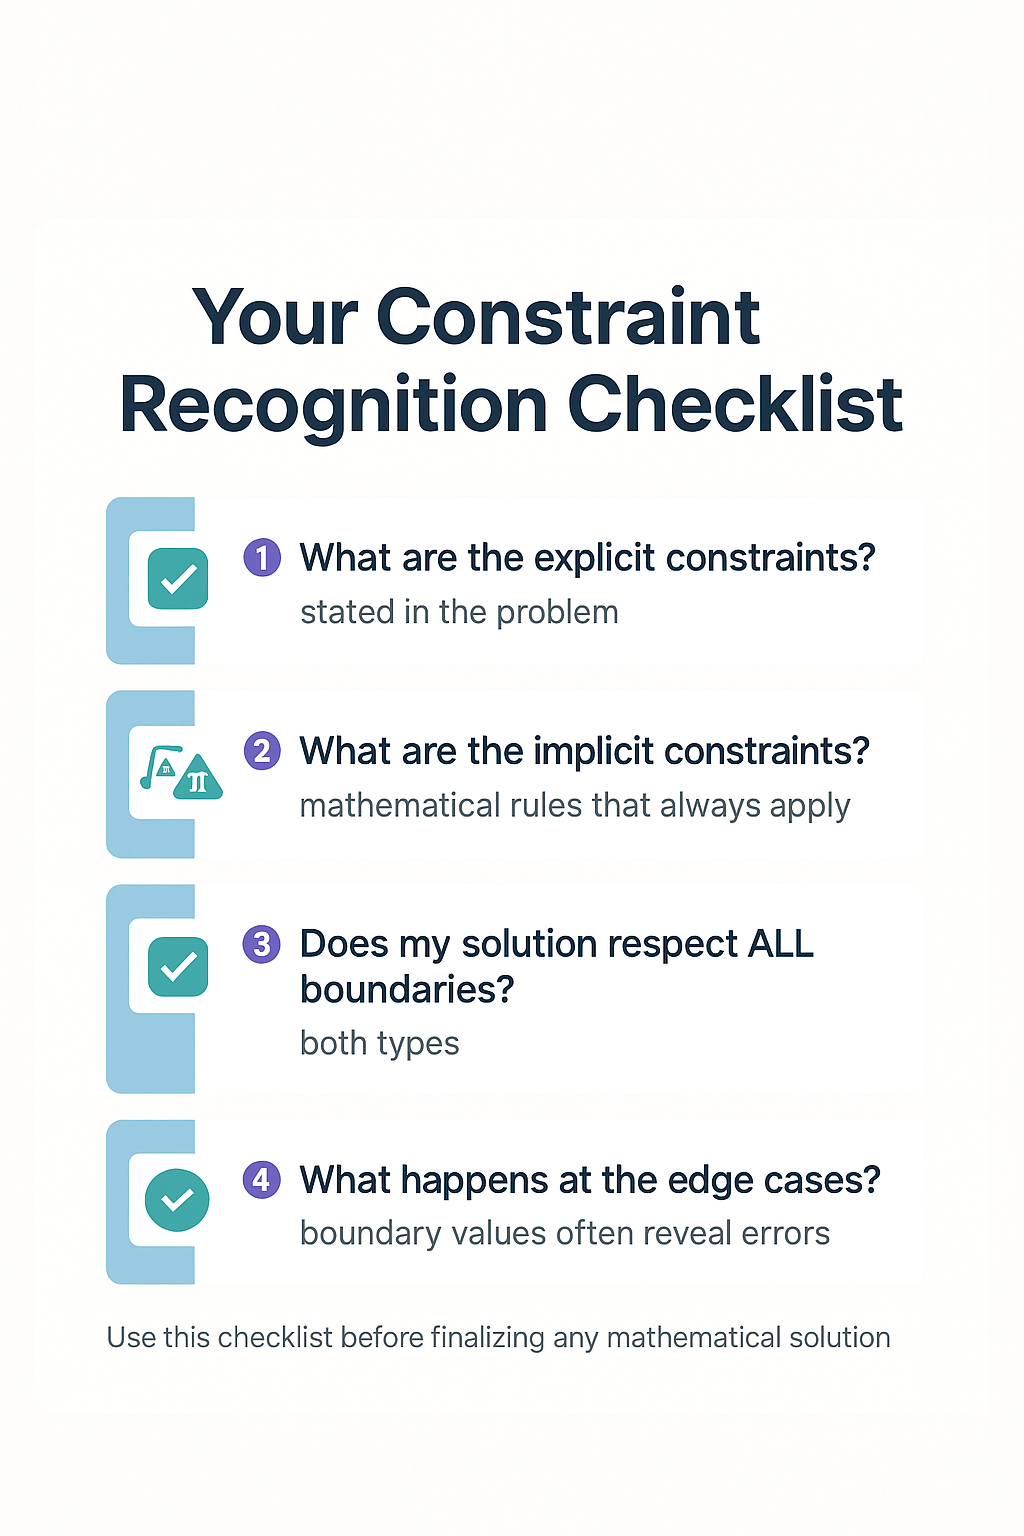 Your Constraint
Recognition Checklist
1 What are the explicit constraints?
stated in the problem
π π
2 What are the implicit constraints?
mathematical rules that always apply
3 Does my solution respect ALL
boundaries?
both types
4 What happens at the edge cases?
boundary values often reveal errors
Use this checklist before finalizing any mathematical solution